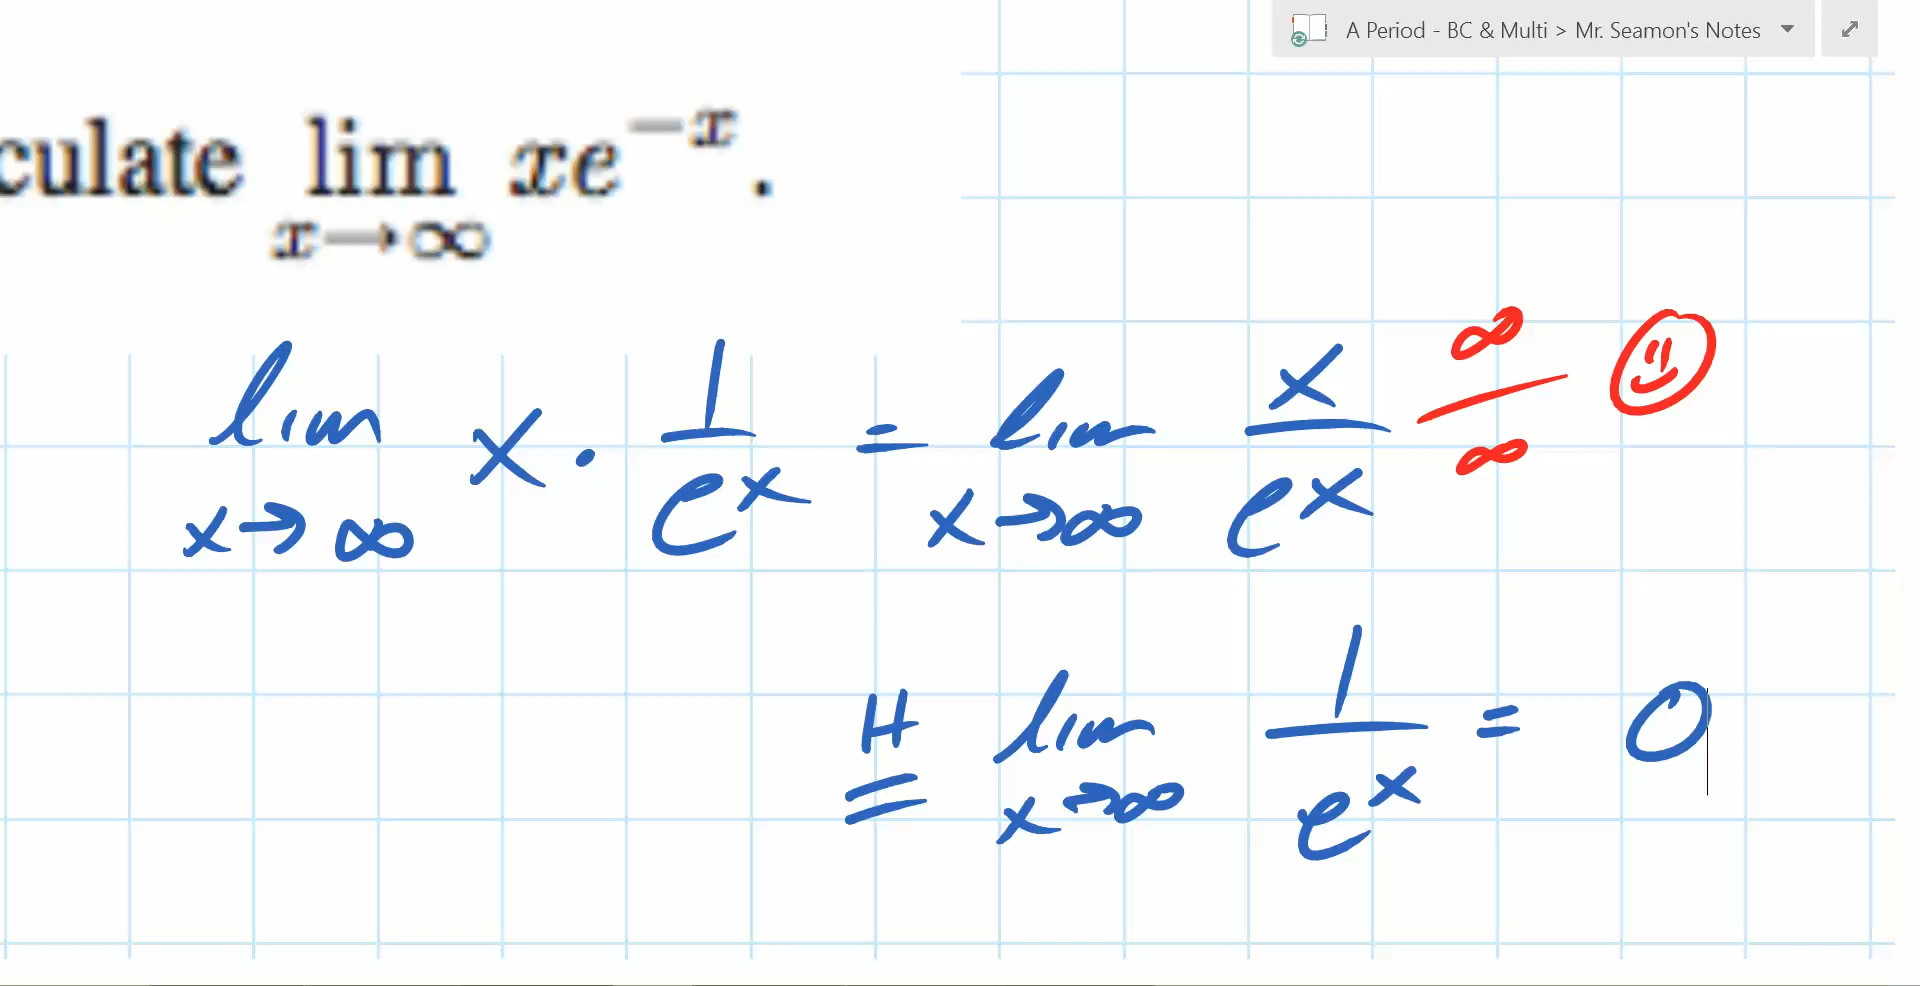 A Period - BC & Multi > Mr. Seamon's Notes
culate lim xe^{-x}.
x→∞
lim x · 1/e^x = lim x/e^x ∞/∞
x→∞ x→∞
H
= lim 1/e^x = 0
x→∞